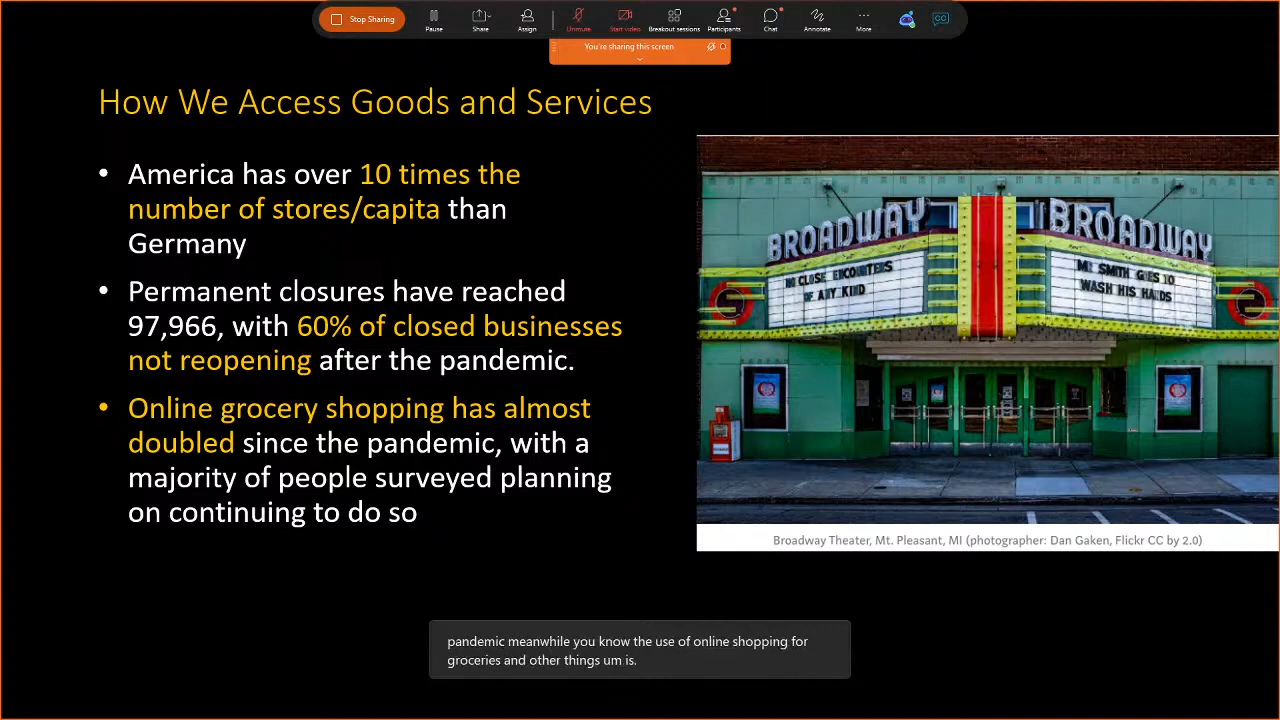 Stop Sharing
Pause
Share
Assign
Unmute
Start video
Breakout sessions
Participants
Chat
Annotate
More
CC
You're sharing this screen
How We Access Goods and Services
• America has over 10 times the
number of stores/capita than
Germany
• Permanent closures have reached
97,966, with 60% of closed businesses
not reopening after the pandemic.
• Online grocery shopping has almost
doubled since the pandemic, with a
majority of people surveyed planning
on continuing to do so
BROADWAY
BROADWAY
NO CLOSE ENCOUNTERS
OF ANY KIND
MR SMITH GOES TO
WASH HIS HANDS
Broadway Theater, Mt. Pleasant, MI (photographer: Dan Gaken, Flickr CC by 2.0)
pandemic meanwhile you know the use of online shopping for
groceries and other things um is.